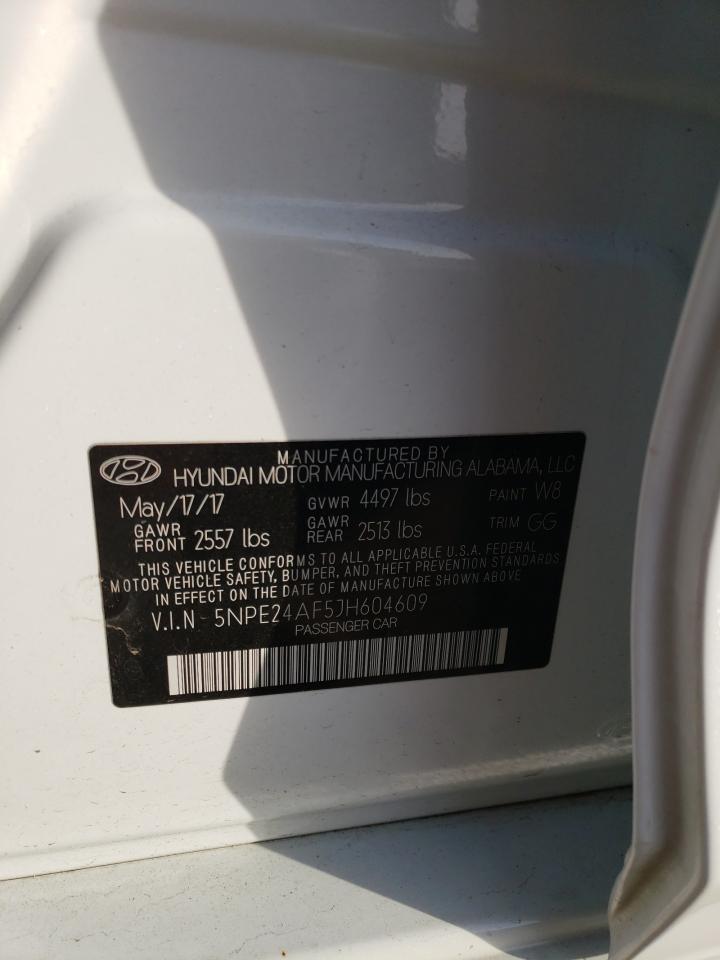 MANUFACTURED BY
HYUNDAI MOTOR MANUFACTURING ALABAMA, LLC
May/17/17 GVWR 4497 lbs PAINT W8
GAWR FRONT 2557 lbs GAWR REAR 2513 lbs TRIM GG
THIS VEHICLE CONFORMS TO ALL APPLICABLE U.S.A. FEDERAL
MOTOR VEHICLE SAFETY, BUMPER, AND THEFT PREVENTION STANDARDS
IN EFFECT ON THE DATE OF MANUFACTURE SHOWN ABOVE
V.I.N 5NPE24AF5JH604609
PASSENGER CAR